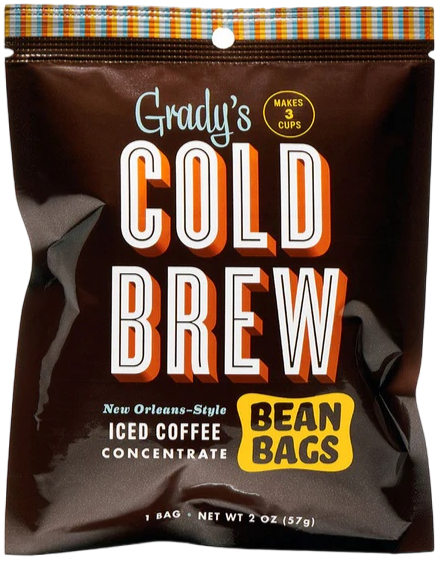 Grady's
MAKES
3
CUPS
COLD
BREW
New Orleans-Style
ICED COFFEE
CONCENTRATE
BEAN
BAGS
1 BAG • NET WT 2 OZ (57g)